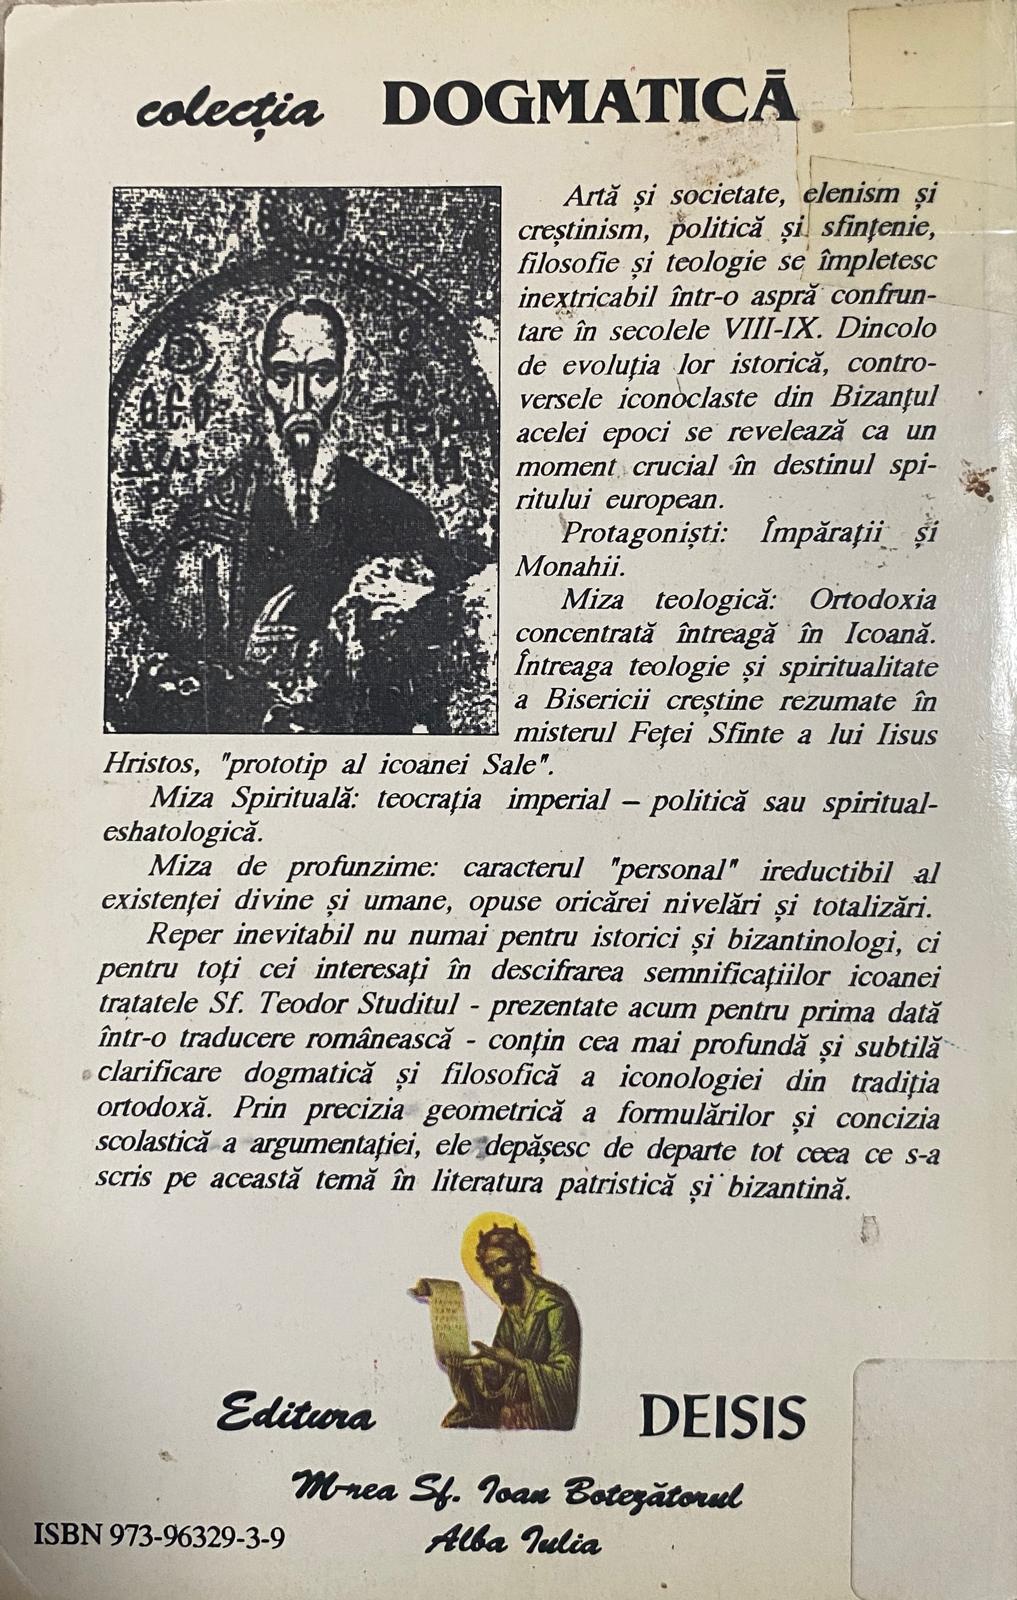 colecția DOGMATICĂ
Artă și societate, elenism și
creștinism, politică și sfințenie,
filosofie și teologie se împletesc
inextricabil într-o aspră confrun-
tare în secolele VIII-IX. Dincolo
de evoluția lor istorică, contro-
versele iconoclaste din Bizanțul
acelei epoci se revelează ca un
moment crucial în destinul spi-
ritului european.
Protagoniști: Împărații și
Monahii.
Miza teologică: Ortodoxia
concentrată întreagă în Icoană.
Întreaga teologie și spiritualitate
a Bisericii creștine rezumate în
misterul Feței Sfinte a lui Iisus
Hristos, "prototip al icoanei Sale".
Miza Spirituală: teocrația imperial – politică sau spiritual-
eshatologică.
Miza de profunzime: caracterul "personal" ireductibil al
existenței divine și umane, opuse oricărei nivelări și totalizări.
Reper inevitabil nu numai pentru istorici și bizantinologi, ci
pentru toți cei interesați în descifrarea semnificațiilor icoanei
tratatele Sf. Teodor Studitul - prezentate acum pentru prima dată
într-o traducere românească - conțin cea mai profundă și subtilă
clarificare dogmatică și filosofică a iconologiei din tradiția
ortodoxă. Prin precizia geometrică a formulărilor și concizia
scolastică a argumentației, ele depășesc de departe tot ceea ce s-a
scris pe această temă în literatura patristică și bizantină.
Editura DEISIS
M-nea Sf. Ioan Botezătorul
Alba Iulia
ISBN 973-96329-3-9